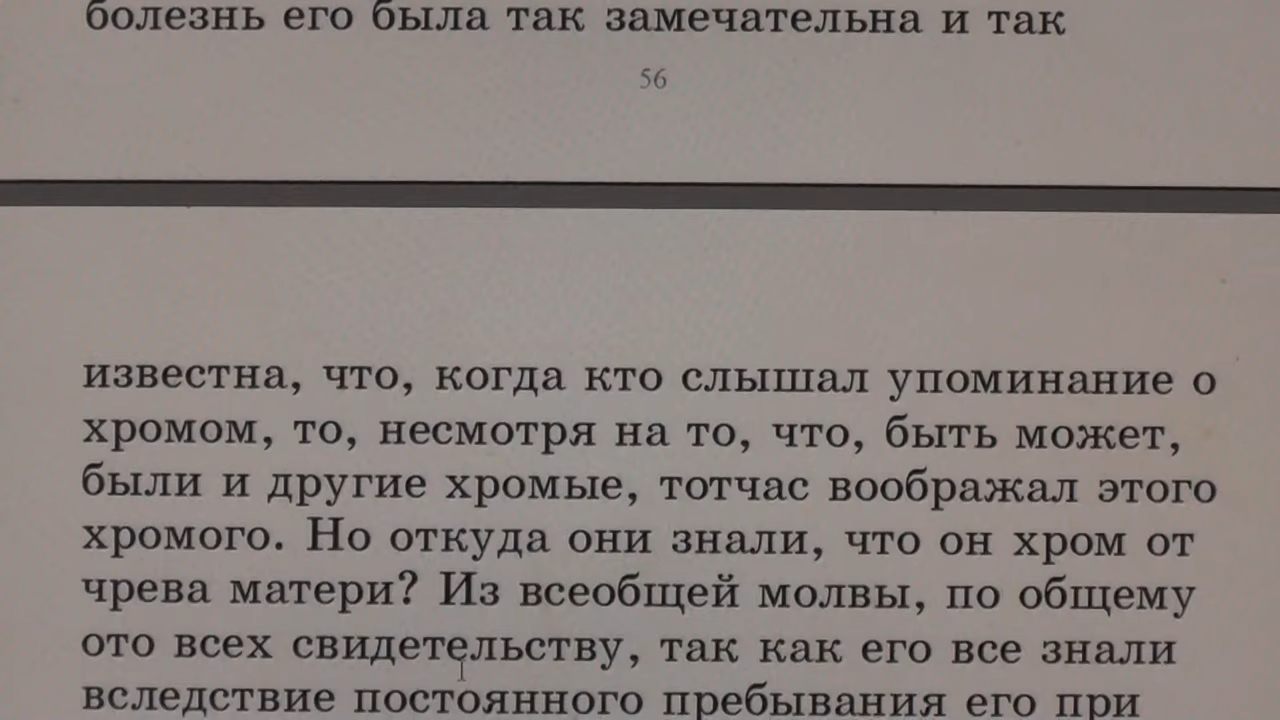 болезнь его была так замечательна и так
56
известна, что, когда кто слышал упоминание о
хромом, то, несмотря на то, что, быть может,
были и другие хромые, тотчас воображал этого
хромого. Но откуда они знали, что он хром от
чрева матери? Из всеобщей молвы, по общему
ото всех свидетельству, так как его все знали
вследствие постоянного пребывания его при